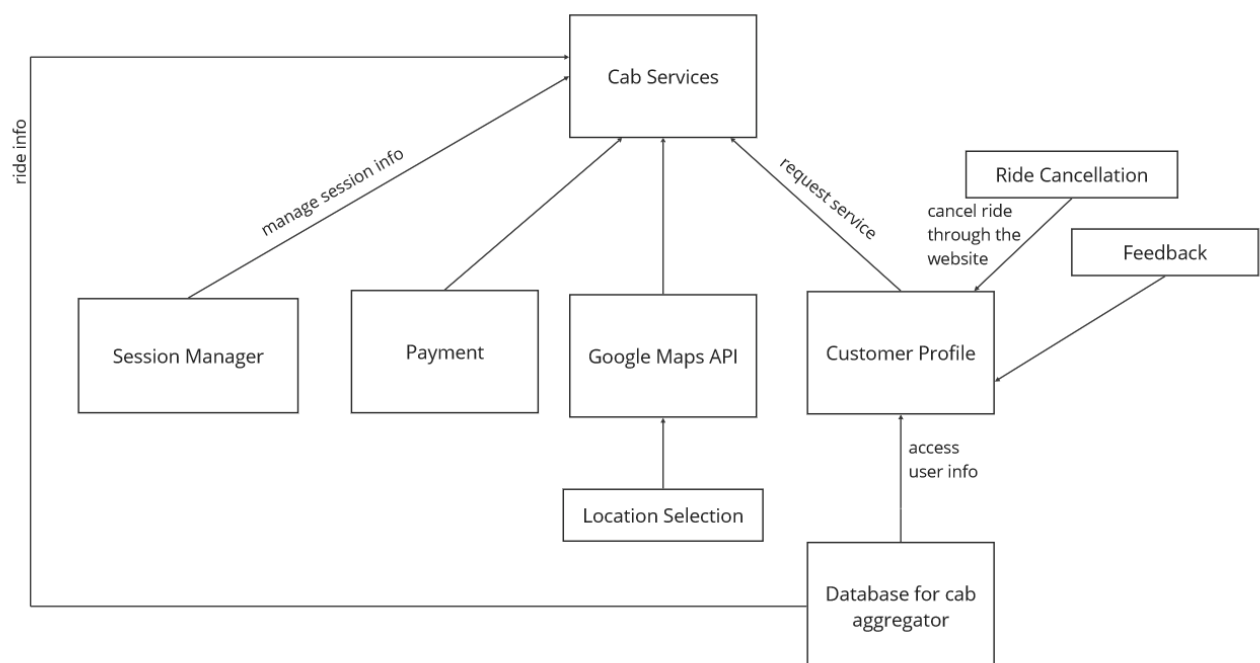 Cab Services
ride info
manage session info
request service
Ride Cancellation
cancel ride
through the
website
Feedback
Session Manager
Payment
Google Maps API
Customer Profile
access
user info
Location Selection
Database for cab
aggregator